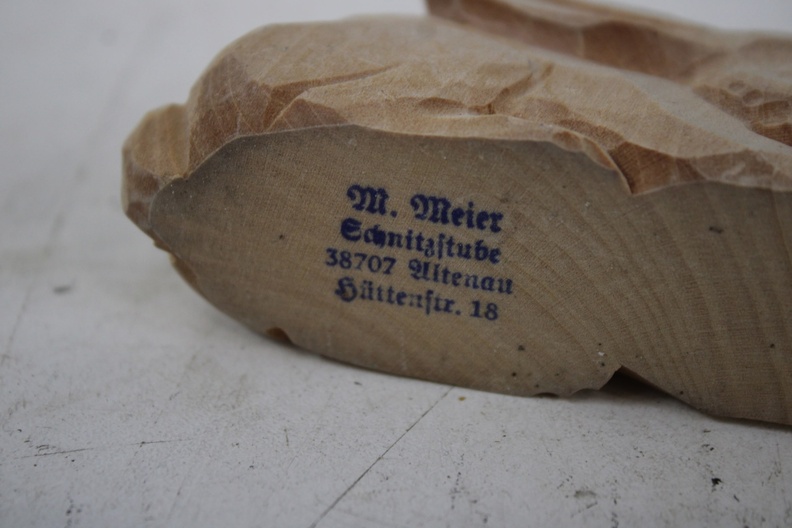 M. Meier
Schnitzstube
38707 Altenau
Hüttenstr. 18